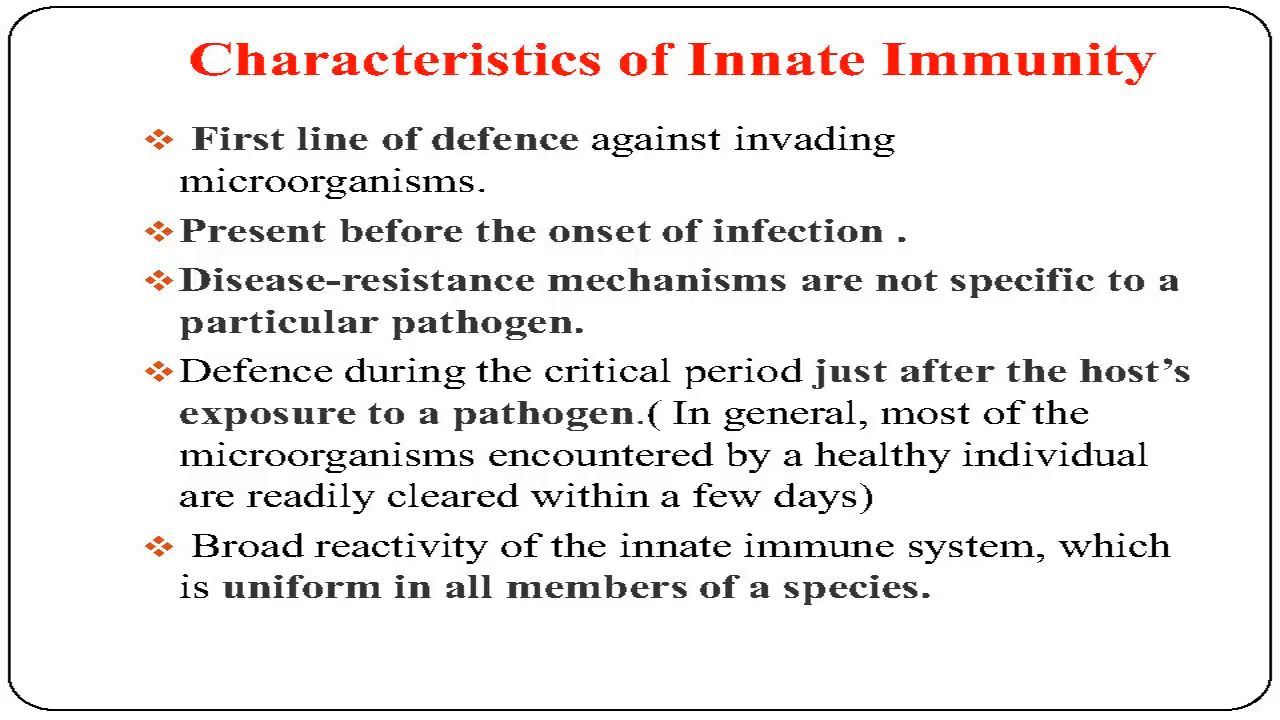 Characteristics of Innate Immunity
❖ First line of defence against invading
microorganisms.
❖Present before the onset of infection .
❖Disease-resistance mechanisms are not specific to a
particular pathogen.
❖Defence during the critical period just after the host’s
exposure to a pathogen.( In general, most of the
microorganisms encountered by a healthy individual
are readily cleared within a few days)
❖ Broad reactivity of the innate immune system, which
is uniform in all members of a species.